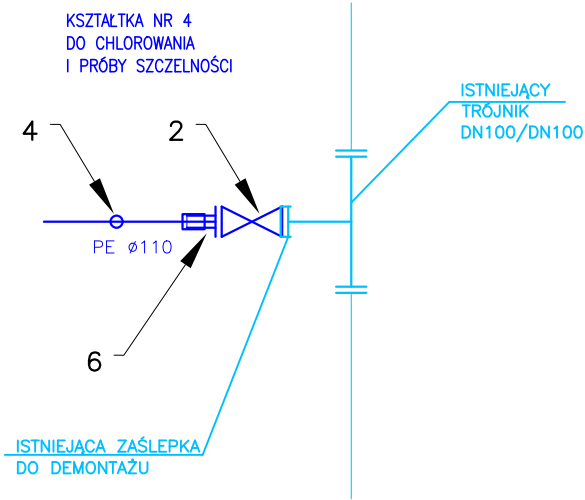 KSZTAŁTKA NR 4
DO CHLOROWANIA
I PRÓBY SZCZELNOŚCI
ISTNIEJĄCY
TRÓJNIK
DN100/DN100
4
2
PE ø110
6
ISTNIEJĄCA ZAŚLEPKA
DO DEMONTAŻU